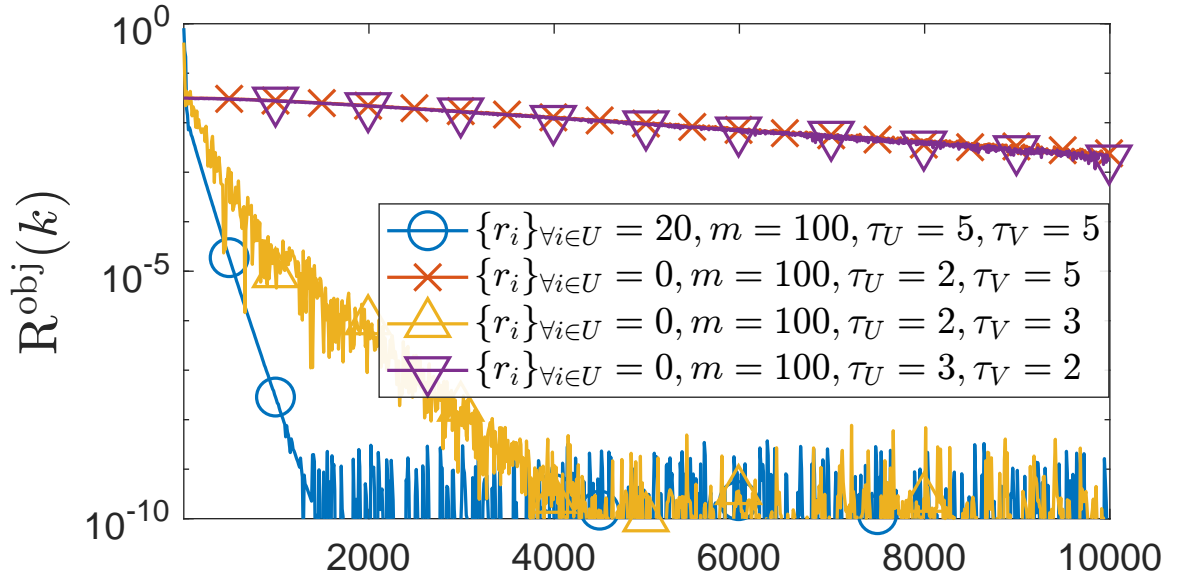 10^0
10^{-5}
10^{-10}
R^{obj}(k)
{r_i}_{∀i∈U} = 20, m = 100, τ_U = 5, τ_V = 5
{r_i}_{∀i∈U} = 0, m = 100, τ_U = 2, τ_V = 5
{r_i}_{∀i∈U} = 0, m = 100, τ_U = 2, τ_V = 3
{r_i}_{∀i∈U} = 0, m = 100, τ_U = 3, τ_V = 2
2000 4000 6000 8000 10000